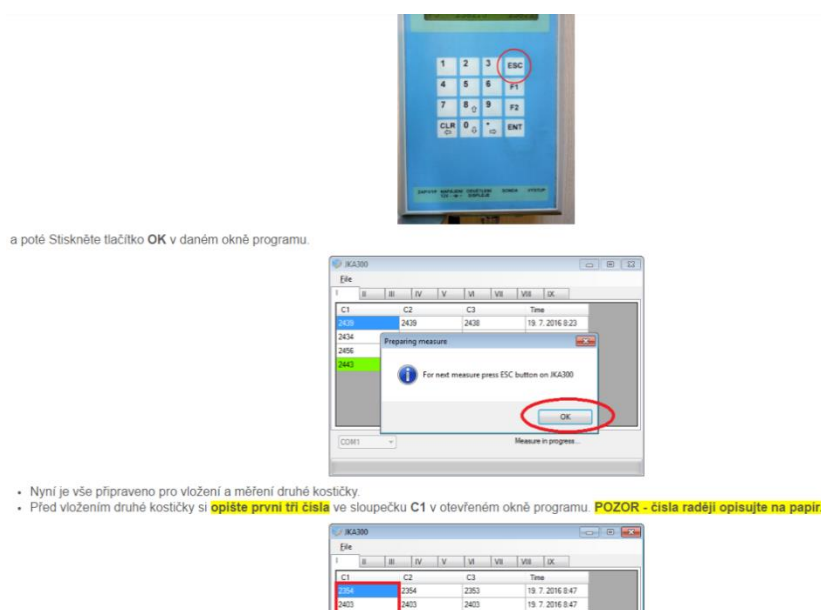 1 2 3 ESC
4 5 6 F1
7 8 9 F2
CLR 0 * ENT
a poté Stiskněte tlačítko OK v daném okně programu.
JKA300
File
I II III IV V VI VII VIII IX
C1 C2 C3 Time
2439 2439 2438 19. 7. 2016 8:23
2434
2456
2443
Preparing measure
For next measure press ESC button on JKA300
OK
COM1 Measure in progress...
• Nyní je vše připraveno pro vložení a měření druhé kostičky.
• Před vložením druhé kostičky si opište první tři čísla ve sloupečku C1 v otevřeném okně programu. POZOR - čísla raději opisujte na papír.
JKA300
File
I II III IV V VI VII VIII IX
C1 C2 C3 Time
2354 2354 2353 19. 7. 2016 8:47
2403 2403 2403 19. 7. 2016 8:47